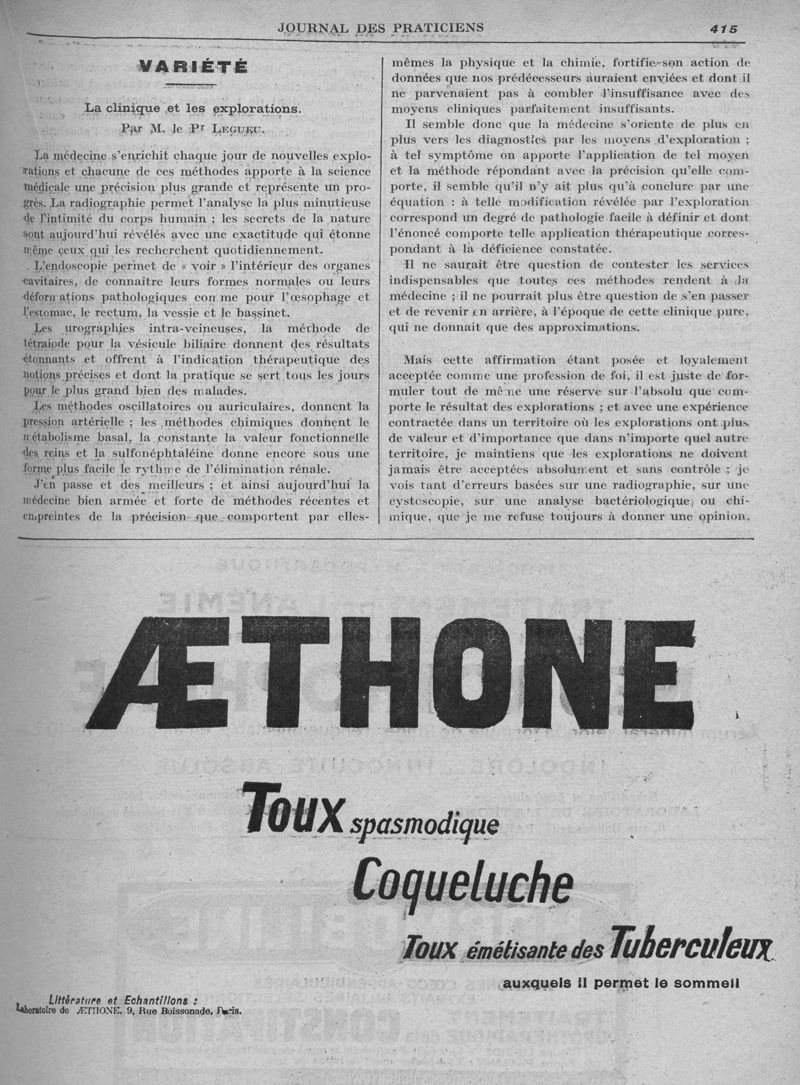 JOURNAL DES PRATICIENS 415
VARIÉTÉ
La clinique et les explorations.
Par M. le Pr LEGUEU.
La médecine s'enrichit chaque jour de nouvelles explo-
rations et chacune de ces méthodes apporte à la science
médicale une précision plus grande et représente un pro-
grès. La radiographie permet l'analyse la plus minutieuse
de l'intimité du corps humain ; les secrets de la nature
sont aujourd'hui révélés avec une exactitude qui étonne
même ceux qui les recherchent quotidiennement.
L'endoscopie permet de « voir » l'intérieur des organes
cavitaires, de connaître leurs formes normales ou leurs
déformations pathologiques comme pour l'œsophage et
l'estomac, le rectum, la vessie et le bassinet.
Les urographies intra-veineuses, la méthode de
tétraiode pour la vésicule biliaire donnent des résultats
étonnants et offrent à l'indication thérapeutique des
notions précises et dont la pratique se sert tous les jours
pour le plus grand bien des malades.
Les méthodes oscillatoires ou auriculaires, donnent la
pression artérielle ; les méthodes chimiques donnent le
métabolisme basal, la constante la valeur fonctionnelle
des reins et la sulfonéphtaléine donne encore sous une
forme plus facile le rythme de l'élimination rénale.
J'en passe et des meilleurs ; et ainsi aujourd'hui la
médecine bien armée et forte de méthodes récentes et
empreintes de la précision que comportent par elles-
mêmes la physique et la chimie, fortifie son action de
données que nos prédécesseurs auraient enviées et dont il
ne parvenaient pas à combler l'insuffisance avec des
moyens cliniques parfaitement insuffisants.
Il semble donc que la médecine s'oriente de plus en
plus vers les diagnostics par les moyens d'exploration ;
à tel symptôme on apporte l'application de tel moyen
et la méthode répondant avec la précision qu'elle com-
porte, il semble qu'il n'y ait plus qu'à conclure par une
équation : à telle modification révélée par l'exploration
correspond un degré de pathologie facile à définir et dont
l'énoncé comporte telle application thérapeutique corres-
pondant à la déficience constatée.
Il ne saurait être question de contester les services
indispensables que toutes ces méthodes rendent à la
médecine ; il ne pourrait plus être question de s'en passer
et de revenir en arrière, à l'époque de cette clinique pure,
qui ne donnait que des approximations.
Mais cette affirmation étant posée et loyalement
acceptée comme une profession de foi, il est juste de for-
muler tout de même une réserve sur l'absolu que com-
porte le résultat des explorations ; et avec une expérience
contractée dans un territoire où les explorations ont plus
de valeur et d'importance que dans n'importe quel autre
territoire, je maintiens que les explorations ne doivent
jamais être acceptées absolument et sans contrôle ; je
vois tant d'erreurs basées sur une radiographie, sur une
cystoscopie, sur une analyse bactériologique ou chi-
mique, que je me refuse toujours à donner une opinion,
ÆTHONE
Toux spasmodique
Coqueluche
Toux émétisante des Tuberculeux
auxquels il permet le sommeil
Littérature et Echantillons :
Laboratoire de ÆTHONE, 9, Rue Boissonade, Paris.